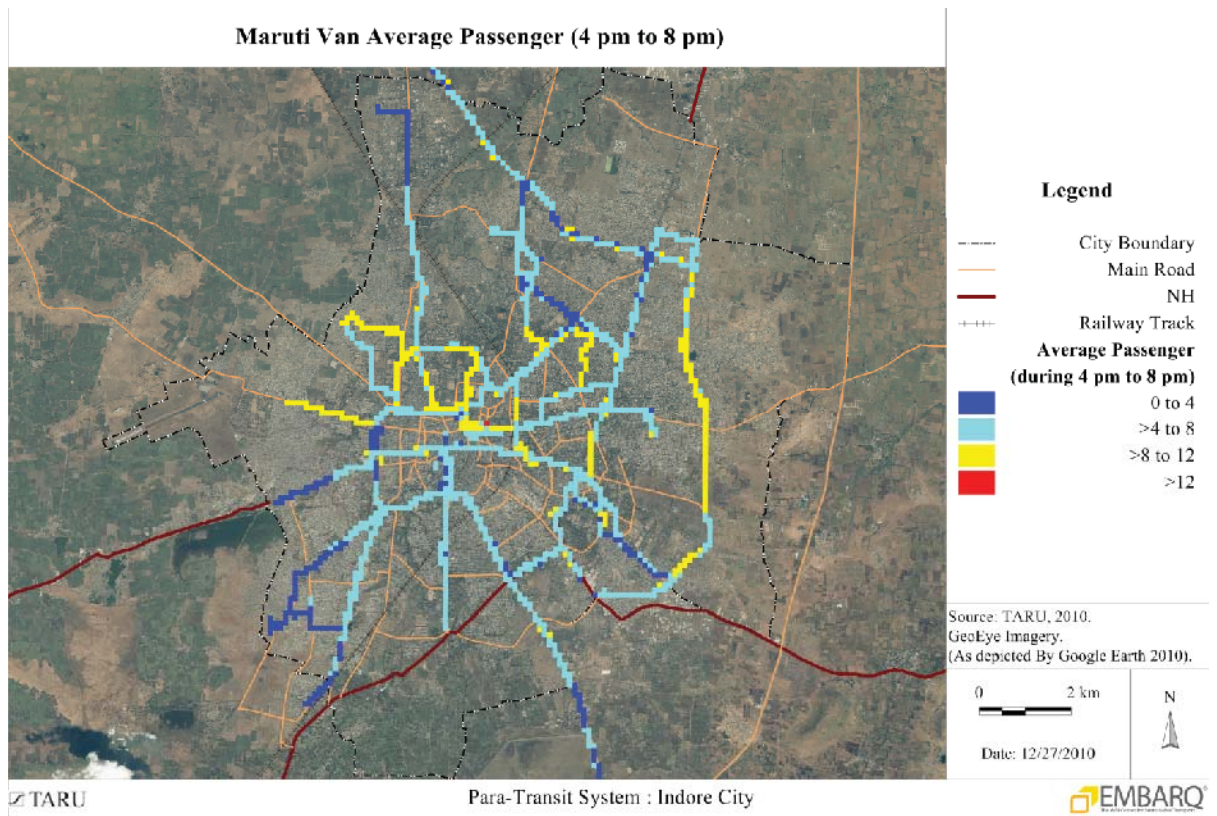 Maruti Van Average Passenger (4 pm to 8 pm)
Legend
City Boundary
Main Road
NH
Railway Track
Average Passenger
(during 4 pm to 8 pm)
0 to 4
>4 to 8
>8 to 12
>12
Source: TARU, 2010.
GeoEye Imagery.
(As depicted By Google Earth 2010).
0 2 km
N
Date: 12/27/2010
TARU
Para-Transit System : Indore City
EMBARQ